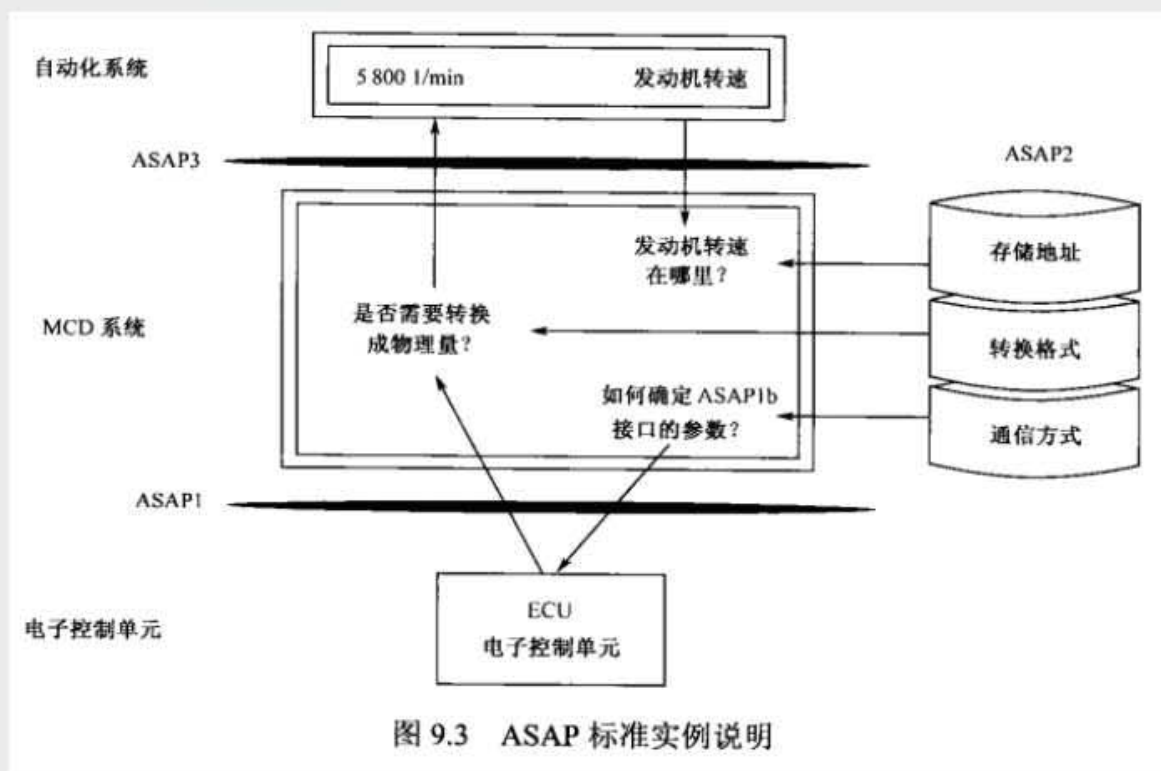 自动化系统
5 800 1/min 发动机转速
ASAP3
ASAP2
发动机转速
在哪里？
存储地址
MCD 系统
是否需要转换
成物理量？
转换格式
如何确定 ASAP1b
接口的参数？
通信方式
ASAP1
电子控制单元
ECU
电子控制单元
图 9.3 ASAP 标准实例说明